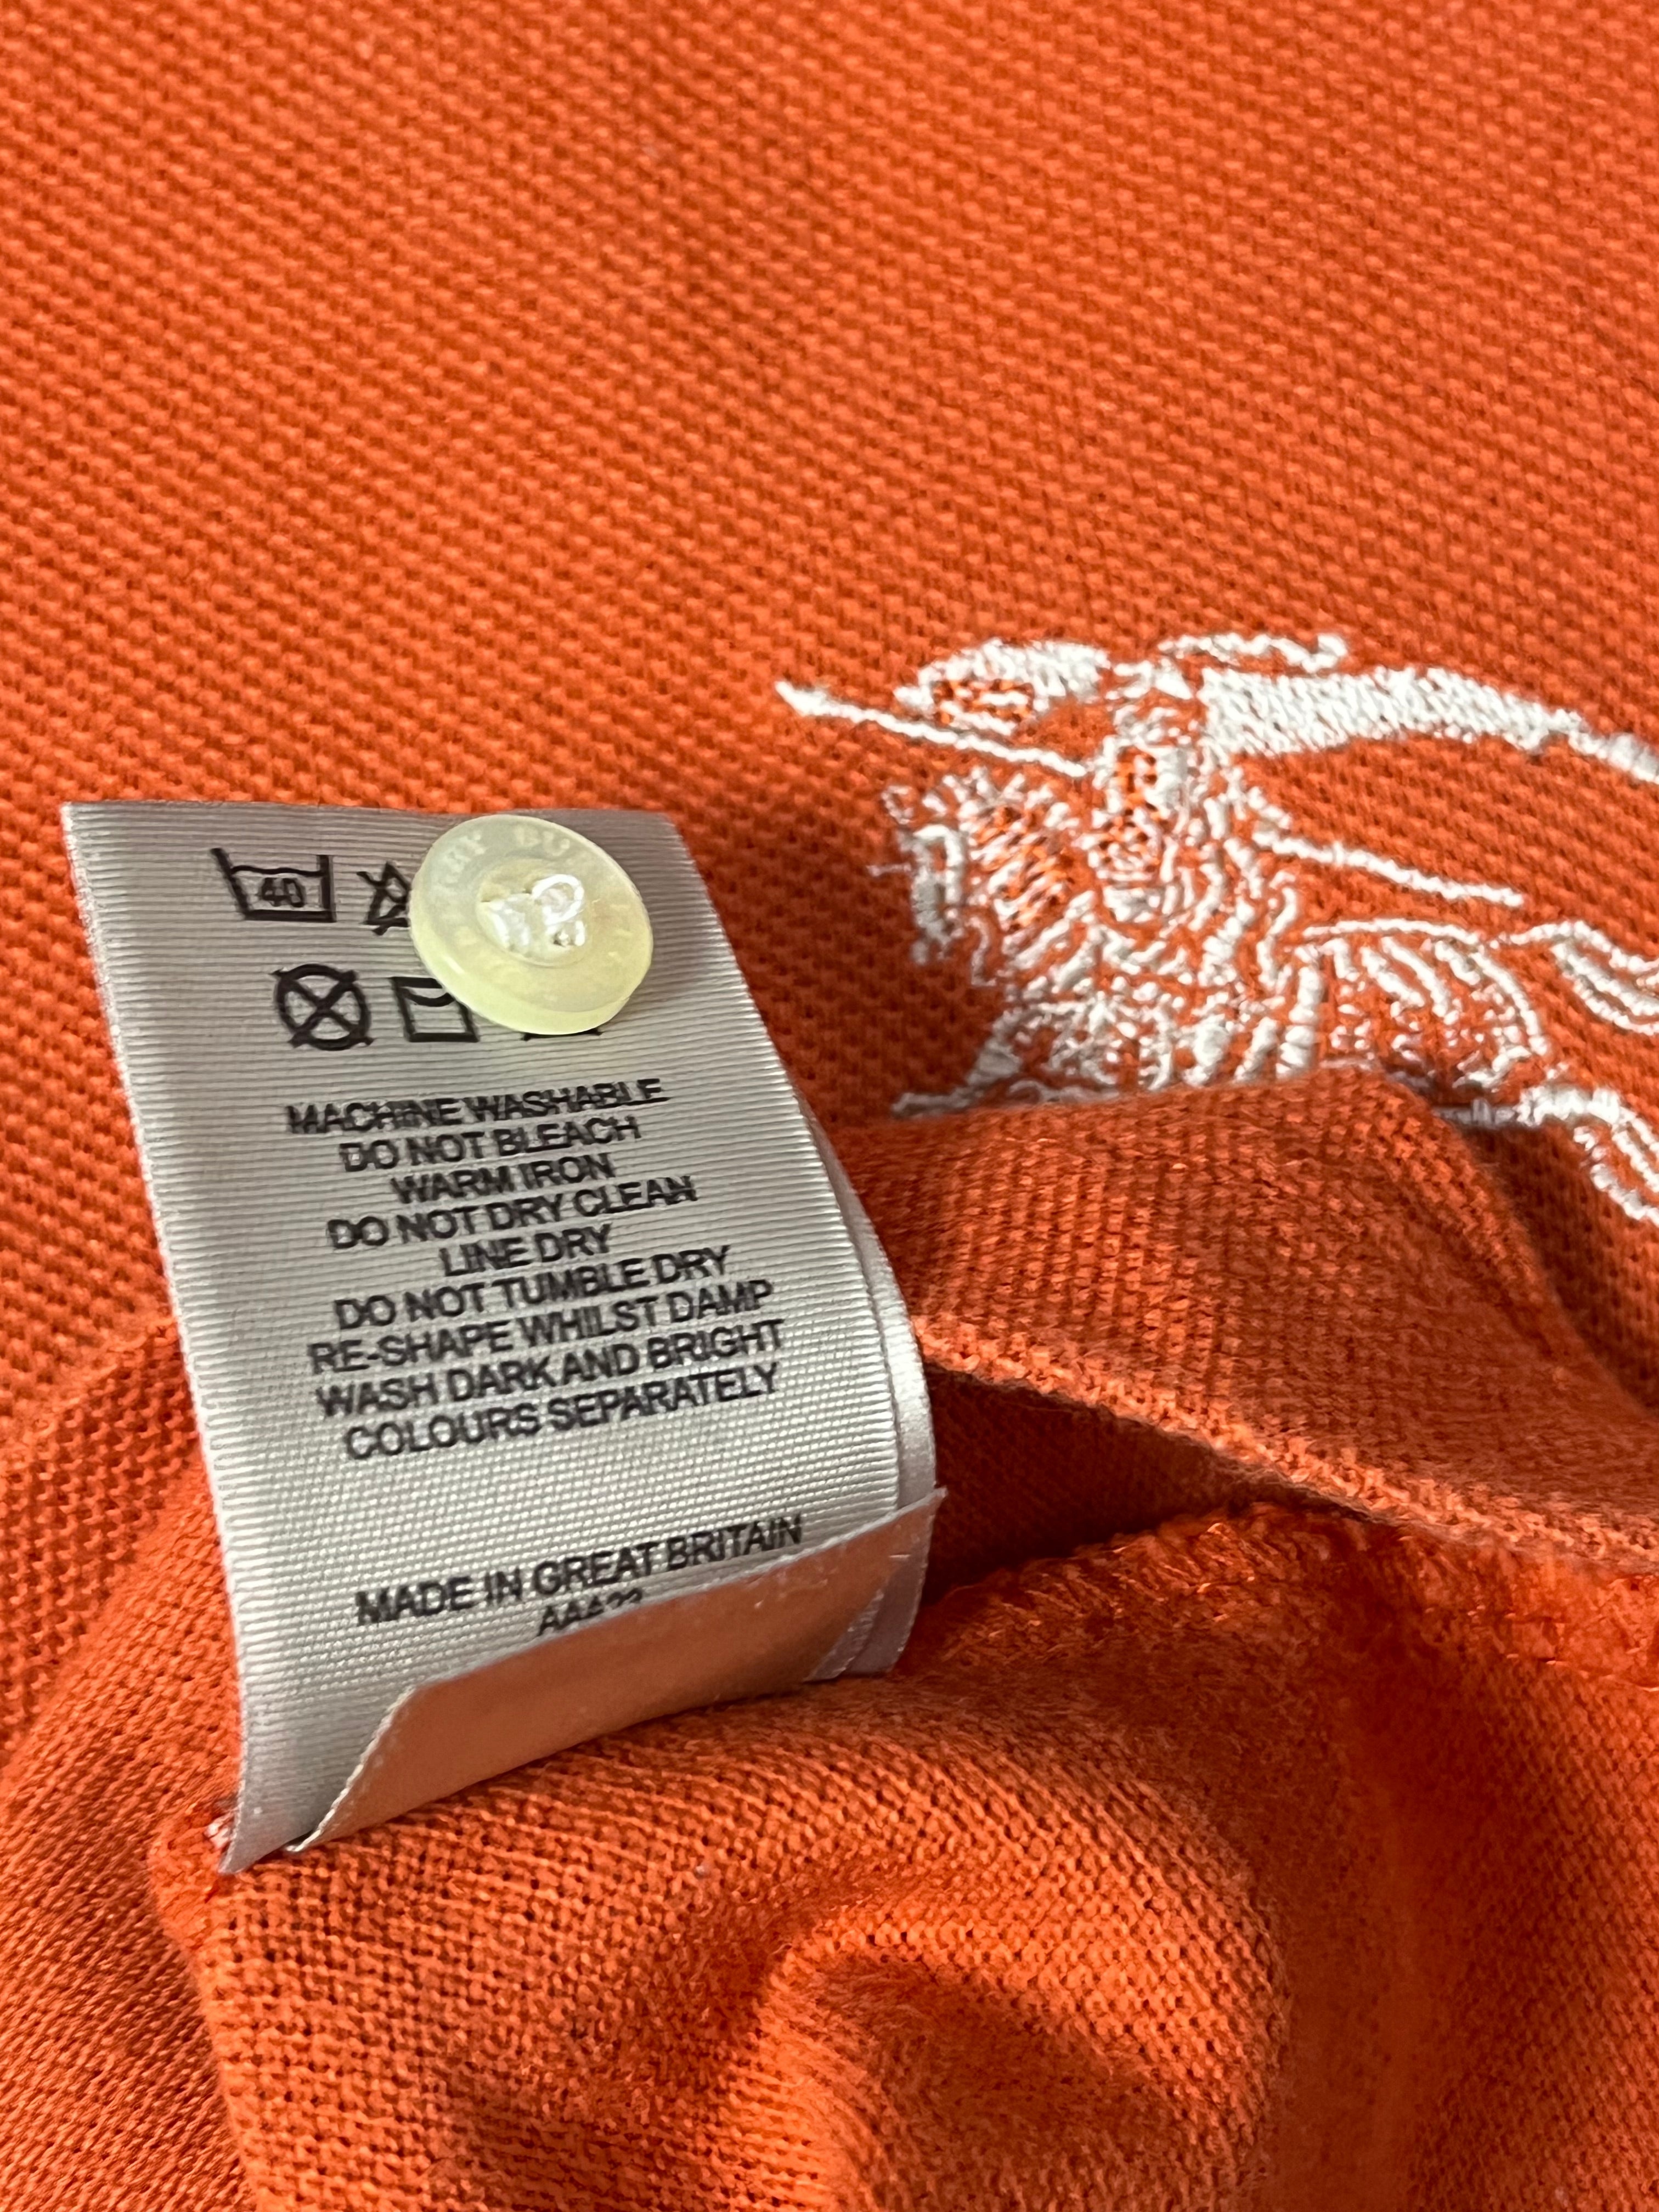 40
MACHINE WASHABLE
DO NOT BLEACH
WARM IRON
DO NOT DRY CLEAN
LINE DRY
DO NOT TUMBLE DRY
RE-SHAPE WHILST DAMP
WASH DARK AND BRIGHT
COLOURS SEPARATELY
MADE IN GREAT BRITAIN